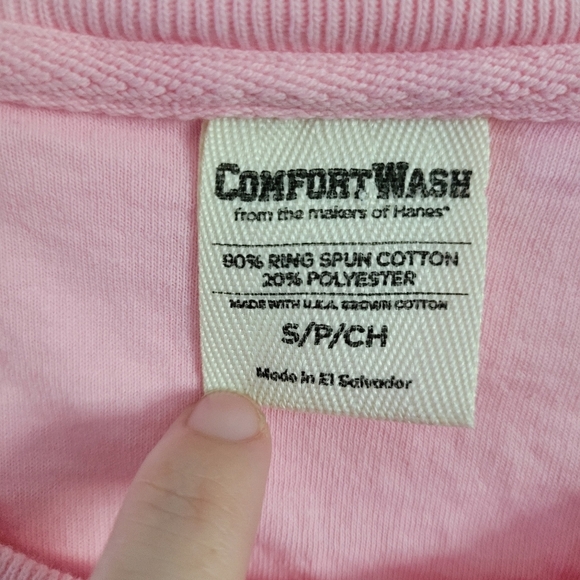 COMFORTWASH
from the makers of Hanes®
80% RING SPUN COTTON
20% POLYESTER
MADE WITH U.S.A. GROWN COTTON
S/P/CH
Made in El Salvador